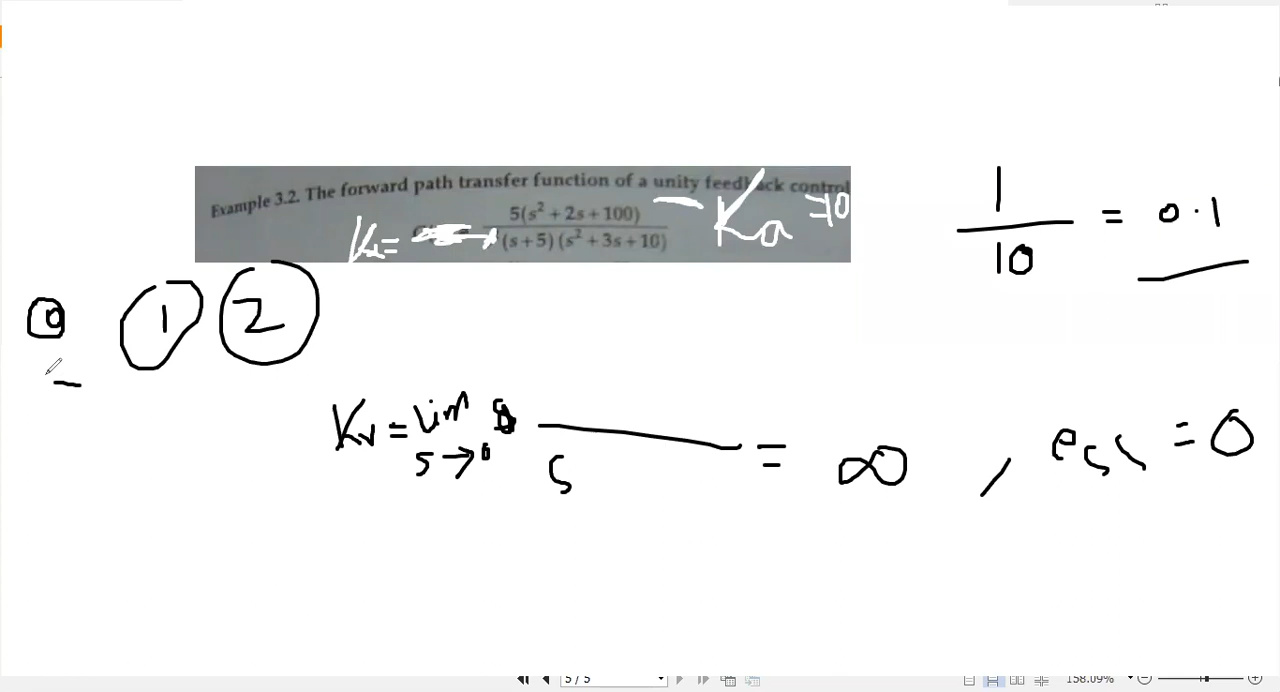 Example 3.2. The forward path transfer function of a unity feedback control
5(s² + 2s + 100)
(s + 5) (s² + 3s + 10)
Ka = 10
1
10
= 0.1
0 1 2
Kv = lim
s → 0
s
= ∞ , ess = 0
5 / 5
158.09%